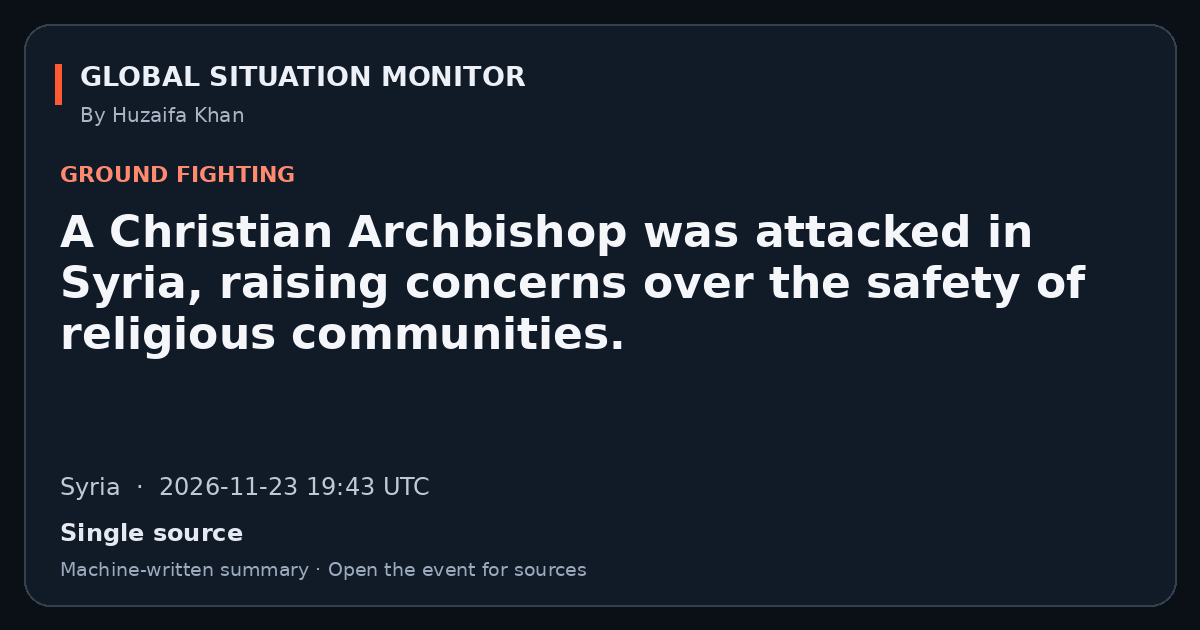 GLOBAL SITUATION MONITOR
By Huzaifa Khan
GROUND FIGHTING
A Christian Archbishop was attacked in
Syria, raising concerns over the safety of
religious communities.
Syria · 2026-11-23 19:43 UTC
Single source
Machine-written summary · Open the event for sources